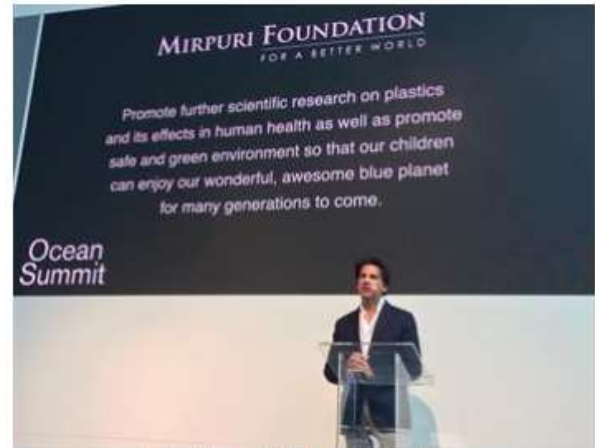 MIRPURI FOUNDATION
FOR A BETTER WORLD
Promote further scientific research on plastics
and its effects in human health as well as promote
safe and green environment so that our children
can enjoy our wonderful, awesome blue planet
for many generations to come.
Ocean
Summit